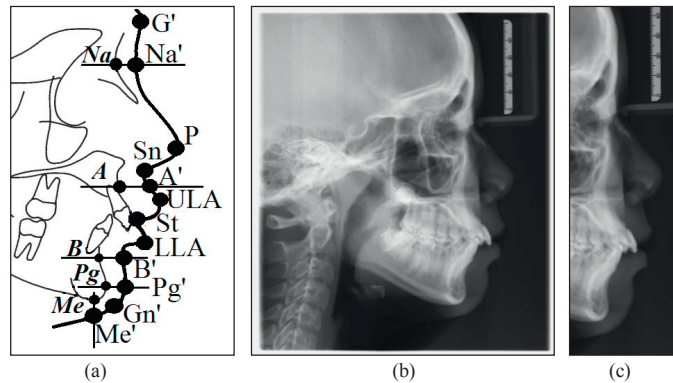 G'
Na Na'
P
Sn
A A'
ULA
St
LLA
B B'
Pg Pg'
Me Gn'
Me'
(a) (b) (c)